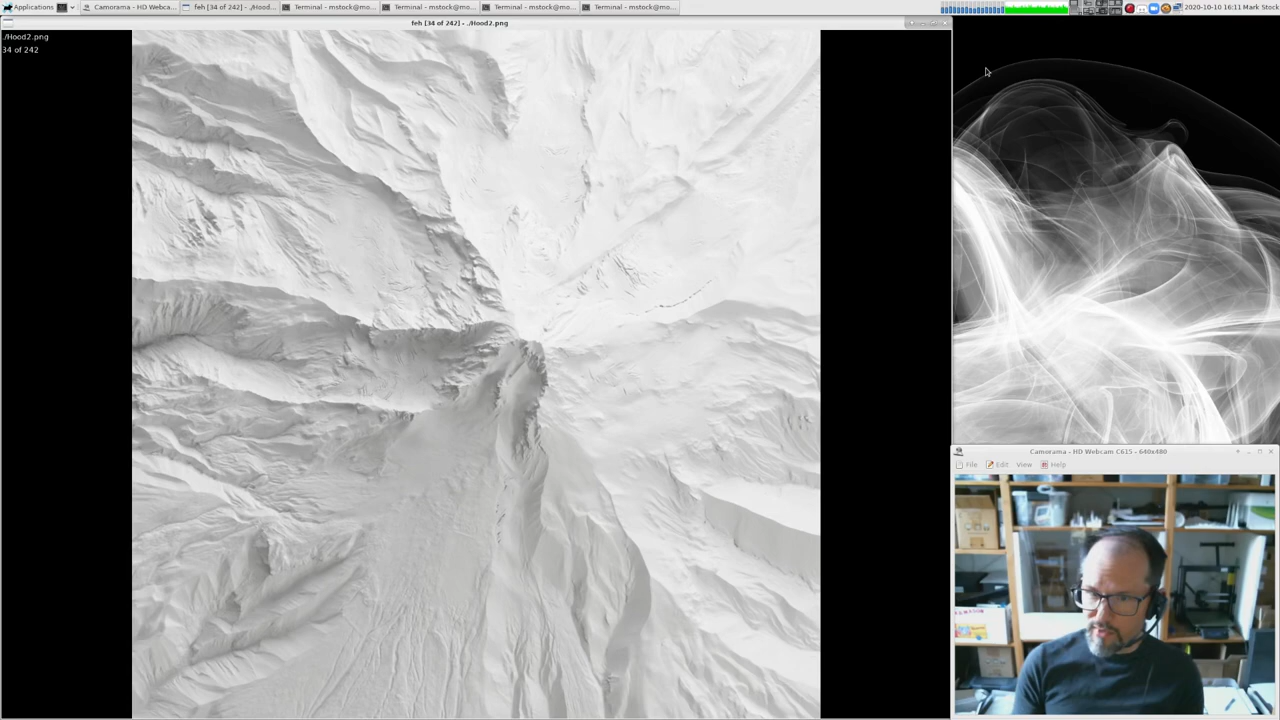 Applications
Camorama - HD Webca...
feh [34 of 242] - ./Hood...
Terminal - mstock@mo...
Terminal - mstock@mo...
Terminal - mstock@mo...
Terminal - mstock@mo...
2020-10-10 16:11 Mark Stock
feh [34 of 242] - ./Hood2.png
./Hood2.png
34 of 242
Camorama - HD Webcam C615 - 640x480
File Edit View Help